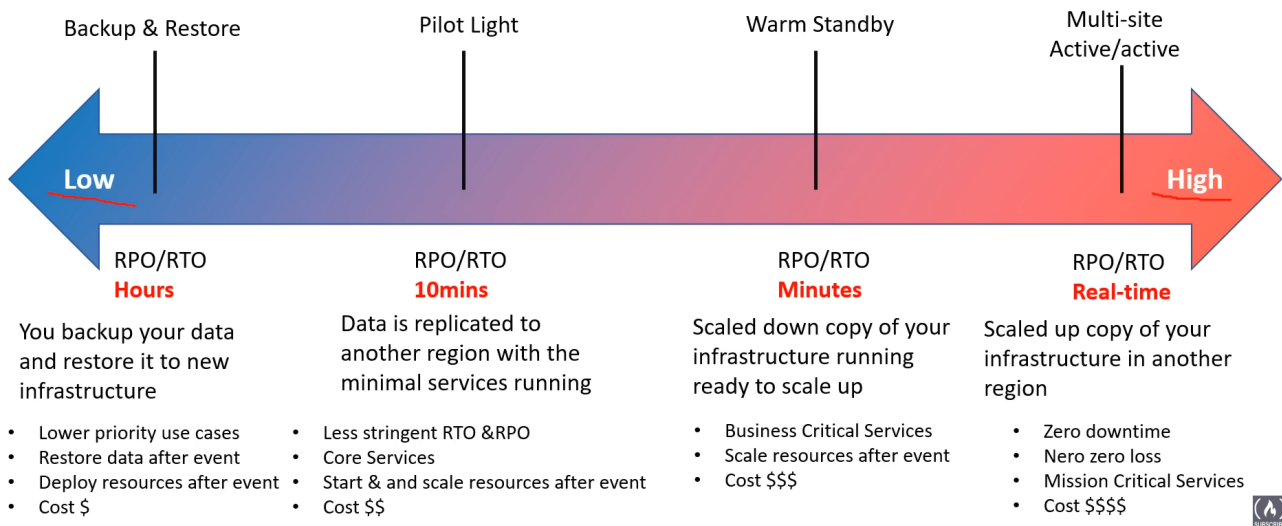 Backup & Restore
Pilot Light
Warm Standby
Multi-site
Active/active
Low
High
RPO/RTO
Hours
You backup your data
and restore it to new
infrastructure
• Lower priority use cases
• Restore data after event
• Deploy resources after event
• Cost $
RPO/RTO
10mins
Data is replicated to
another region with the
minimal services running
• Less stringent RTO &RPO
• Core Services
• Start & and scale resources after event
• Cost $$
RPO/RTO
Minutes
Scaled down copy of your
infrastructure running
ready to scale up
• Business Critical Services
• Scale resources after event
• Cost $$$
RPO/RTO
Real-time
Scaled up copy of your
infrastructure in another
region
• Zero downtime
• Nero zero loss
• Mission Critical Services
• Cost $$$$
SUBSCRIBE